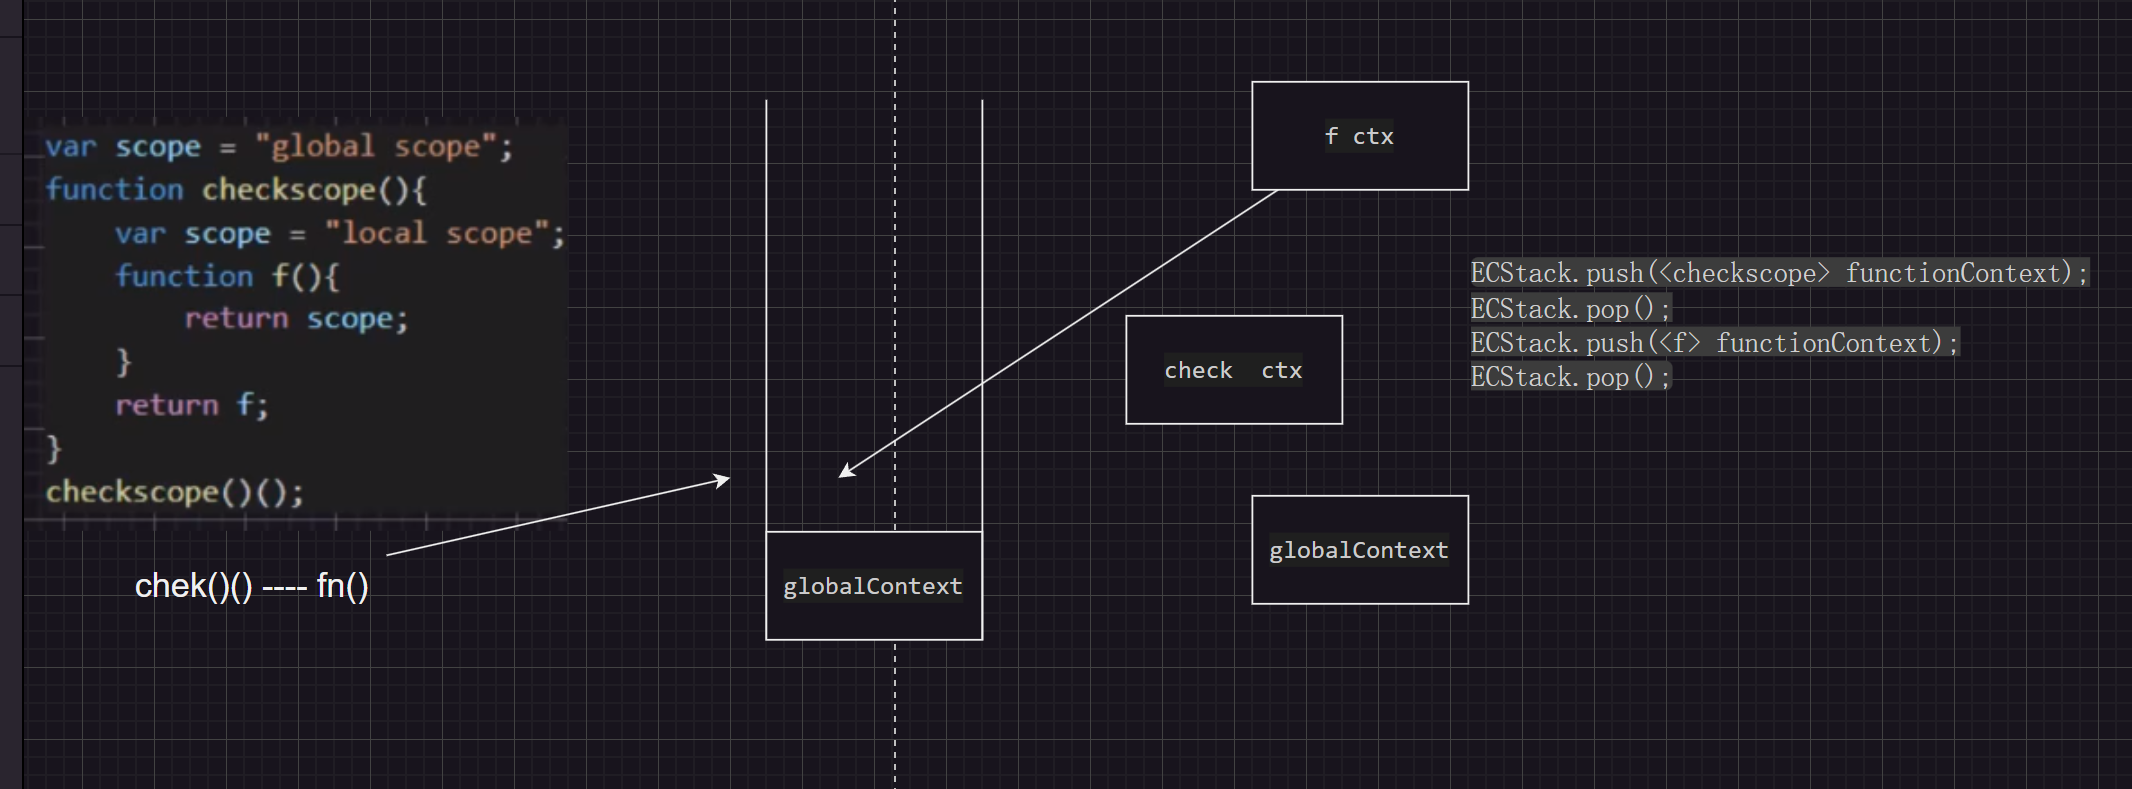 var scope = "global scope";
function checkscope(){
    var scope = "local scope";
    function f(){
        return scope;
    }
    return f;
}
checkscope()();
chek()() ---- fn()
globalContext
f ctx
check  ctx
globalContext
ECStack.push(<checkscope> functionContext);
ECStack.pop();
ECStack.push(<f> functionContext);
ECStack.pop();